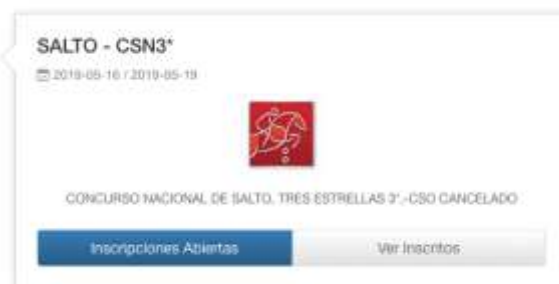 SALTO - CSN3*
2019-05-16 / 2019-05-19
CONCURSO NACIONAL DE SALTO, TRES ESTRELLAS 3*.-CSO CANCELADO
Inscripciones Abiertas
Ver Inscritos